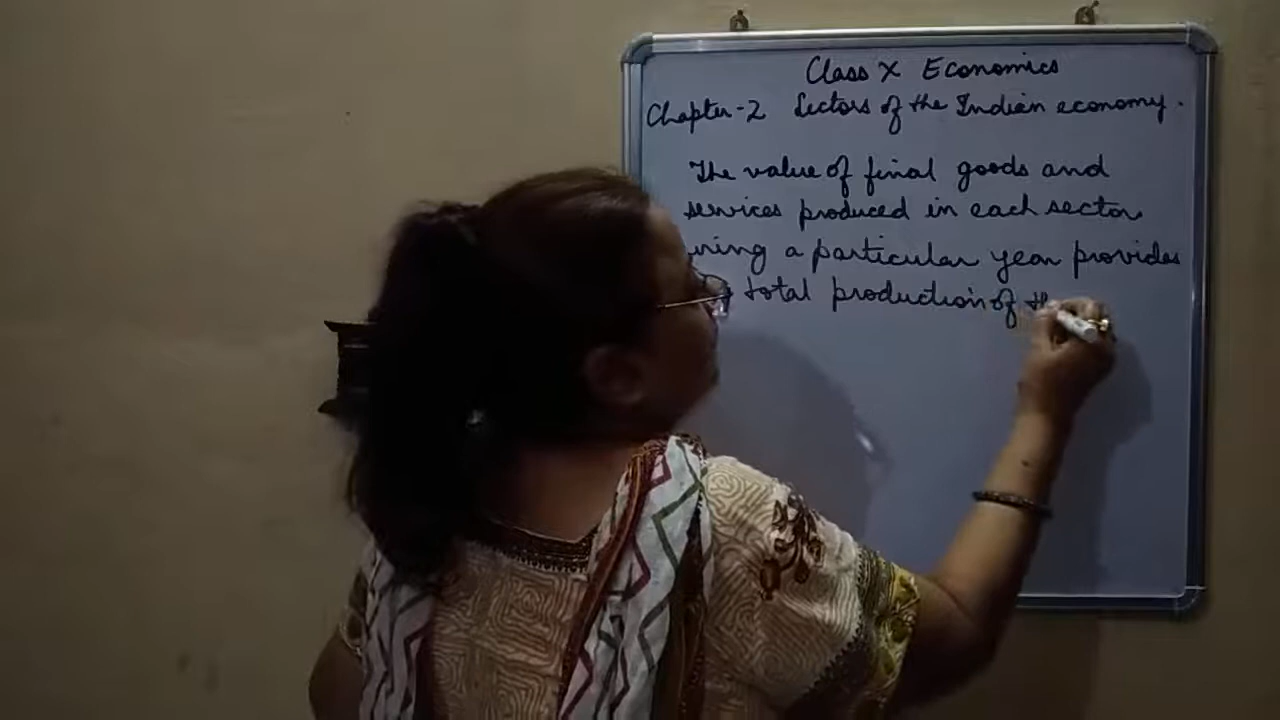 Class X Economics
Chapter-2 Sectors of the Indian economy.
The value of final goods and
services produced in each sector
a particular year provides
total production of